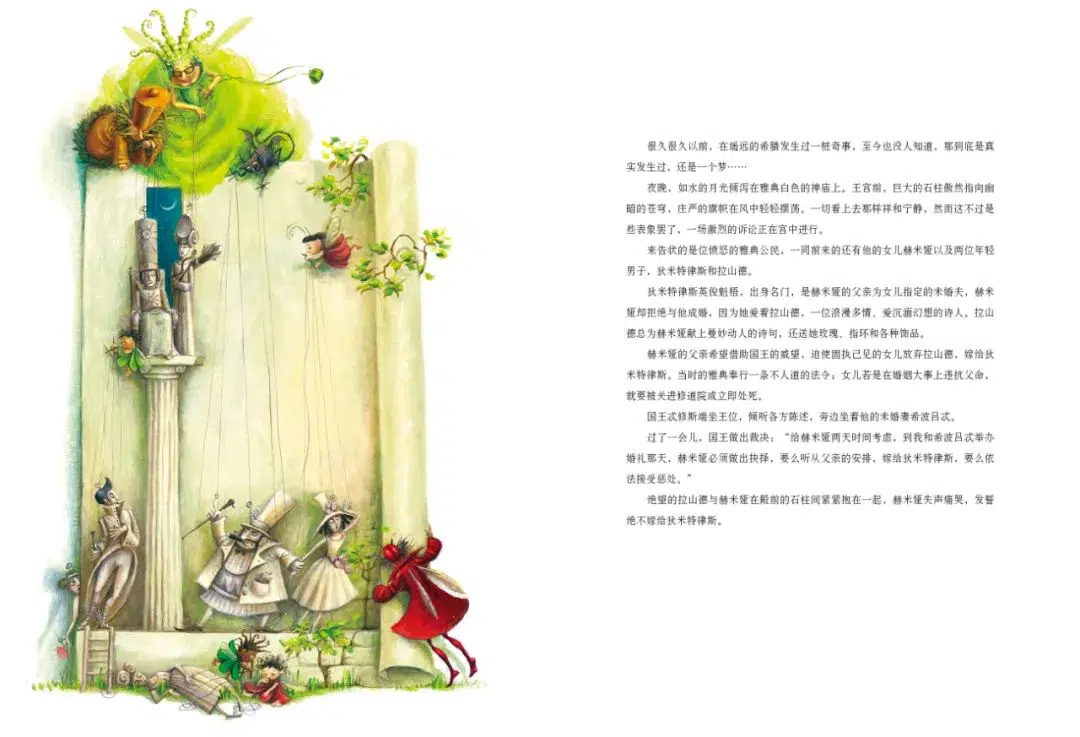 很久很久以前，在遥远的希腊发生过一桩奇事，至今也没人知道，那到底是真
实发生过，还是一个梦……
夜晚，如水的月光倾泻在雅典白色的神庙上。王宫前，巨大的石柱傲然指向幽
暗的苍穹，庄严的旗帜在风中轻轻摆荡。一切看上去那样祥和宁静，然而这不过是
些表象罢了，一场激烈的诉讼正在宫中进行。
来告状的是位愤怒的雅典公民，一同前来的还有他的女儿赫米娅以及两位年轻
男子，狄米特律斯和拉山德。
狄米特律斯英俊魁梧，出身名门，是赫米娅的父亲为女儿指定的未婚夫，赫米
娅却拒绝与他成婚，因为她爱着拉山德，一位浪漫多情、爱沉湎幻想的诗人。拉山
德总为赫米娅献上曼妙动人的诗句，还送她玫瑰、指环和各种饰品。
赫米娅的父亲希望借助国王的威望，迫使固执己见的女儿放弃拉山德，嫁给狄
米特律斯。当时的雅典奉行一条不人道的法令：女儿若是在婚姻大事上违抗父命，
就要被关进修道院或立即处死。
国王忒修斯端坐王位，倾听各方陈述，旁边坐着他的未婚妻希波吕忒。
过了一会儿，国王做出裁决：“给赫米娅两天时间考虑，到我和希波吕忒举办
婚礼那天，赫米娅必须做出抉择，要么听从父亲的安排，嫁给狄米特律斯，要么依
法接受惩处。”
绝望的拉山德与赫米娅在殿前的石柱间紧紧抱在一起，赫米娅失声痛哭，发誓
绝不嫁给狄米特律斯。